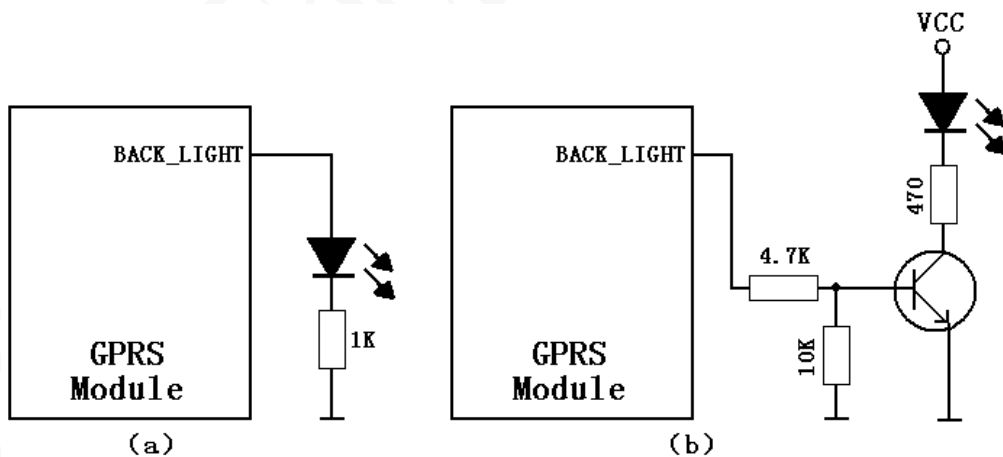 BACK_LIGHT
1K
GPRS
Module
(a)
VCC
BACK_LIGHT
470
4.7K
10K
GPRS
Module
(b)